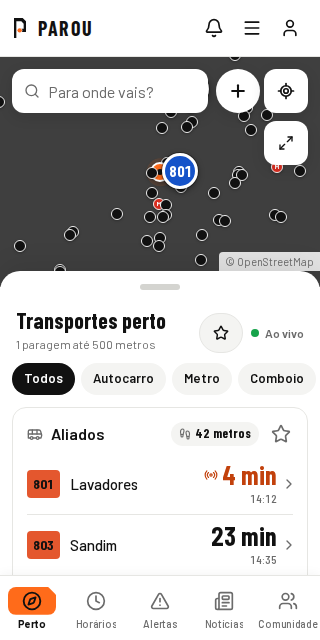 PAROU
Para onde vais?
801
H
H
© OpenStreetMap
Transportes perto
1 paragem até 500 metros
Ao vivo
Todos
Autocarro
Metro
Comboio
Aliados
42 metros
801
Lavadores
4 min
14:12
803
Sandim
23 min
14:35
Perto
Horários
Alertas
Notícias
Comunidade